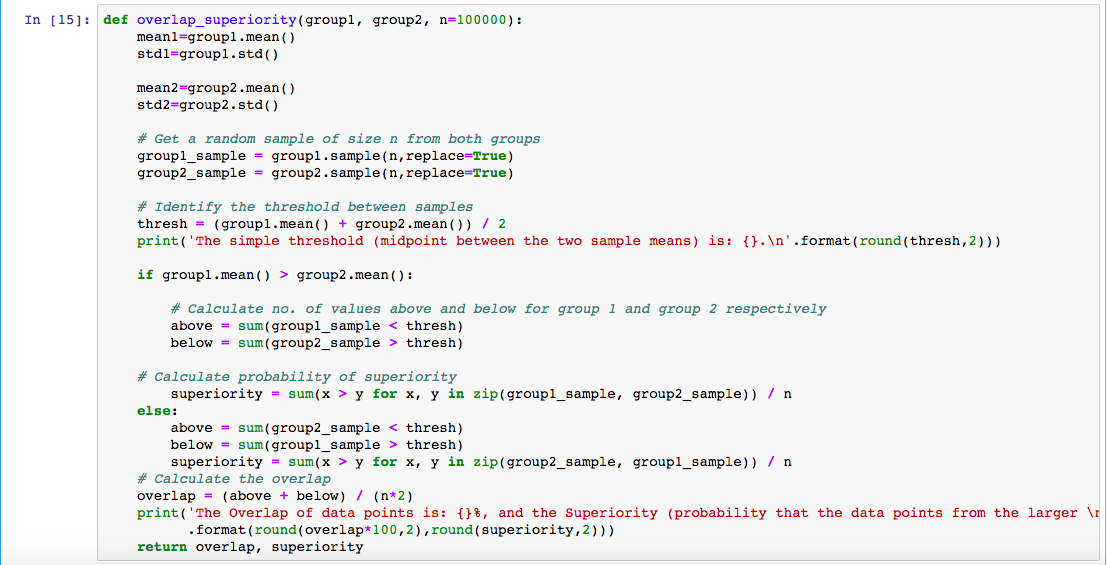 In [15]: def overlap_superiority(group1, group2, n=100000):
    mean1=group1.mean()
    std1=group1.std()
    mean2=group2.mean()
    std2=group2.std()
    # Get a random sample of size n from both groups
    group1_sample = group1.sample(n,replace=True)
    group2_sample = group2.sample(n,replace=True)
    # Identify the threshold between samples
    thresh = (group1.mean() + group2.mean()) / 2
    print('The simple threshold (midpoint between the two sample means) is: {}.\n'.format(round(thresh,2)))
    if group1.mean() > group2.mean():
        # Calculate no. of values above and below for group 1 and group 2 respectively
        above = sum(group1_sample < thresh)
        below = sum(group2_sample > thresh)
    # Calculate probability of superiority
        superiority = sum(x > y for x, y in zip(group1_sample, group2_sample)) / n
    else:
        above = sum(group2_sample < thresh)
        below = sum(group1_sample > thresh)
        superiority = sum(x > y for x, y in zip(group2_sample, group1_sample)) / n
    # Calculate the overlap
    overlap = (above + below) / (n*2)
    print('The Overlap of data points is: {}%, and the Superiority (probability that the data points from the larger \
          .format(round(overlap*100,2),round(superiority,2)))
    return overlap, superiority